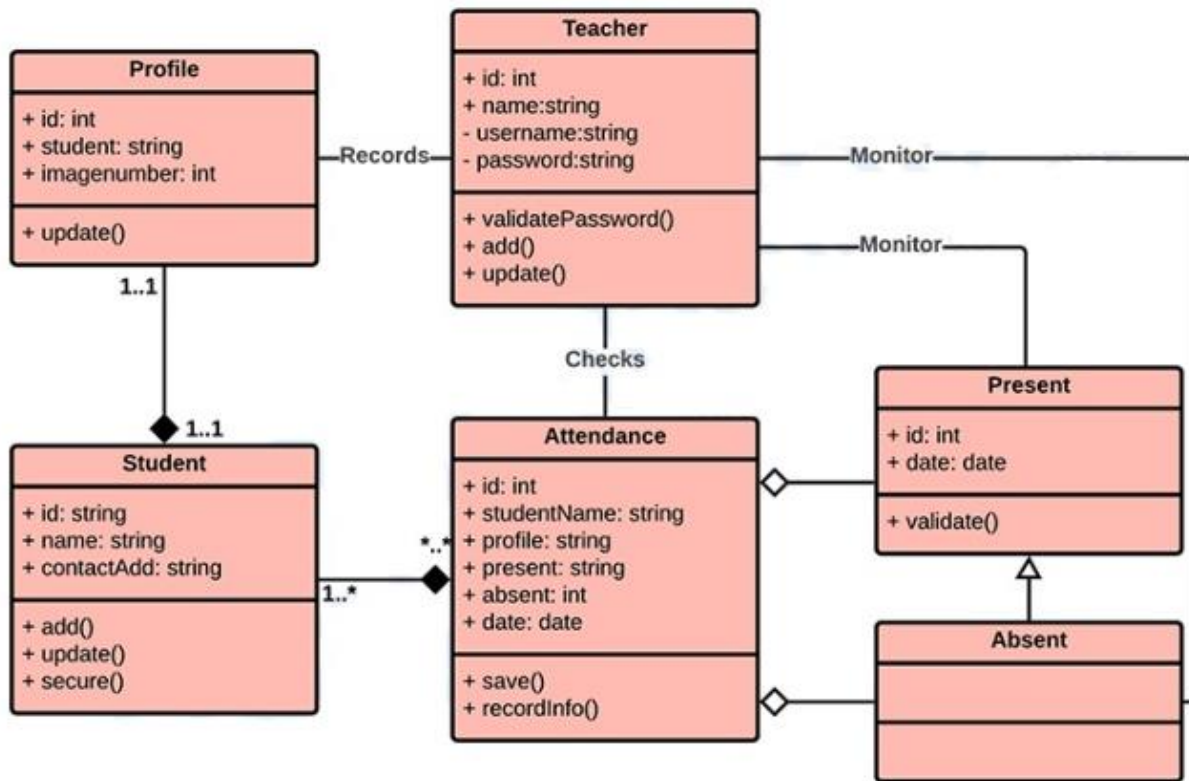 Profile
+ id: int
+ student: string
+ imagenumber: int
+ update()
Records
Teacher
+ id: int
+ name:string
- username:string
- password:string
+ validatePassword()
+ add()
+ update()
Monitor
Monitor
1..1
1..1
Checks
Student
+ id: string
+ name: string
+ contactAdd: string
+ add()
+ update()
+ secure()
1..*
*..*
Attendance
+ id: int
+ studentName: string
+ profile: string
+ present: string
+ absent: int
+ date: date
+ save()
+ recordInfo()
Present
+ id: int
+ date: date
+ validate()
Absent